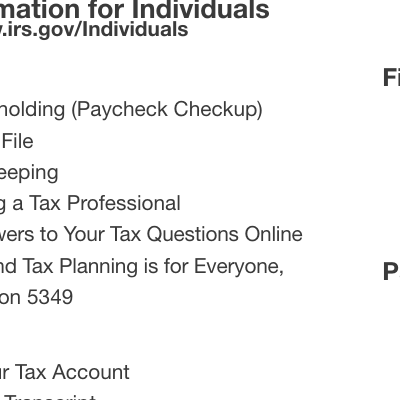 mation for Individuals
.irs.gov/Individuals
Fi
holding (Paycheck Checkup)
File
eeping
g a Tax Professional
wers to Your Tax Questions Online
nd Tax Planning is for Everyone,
P
on 5349
ur Tax Account
Transcript